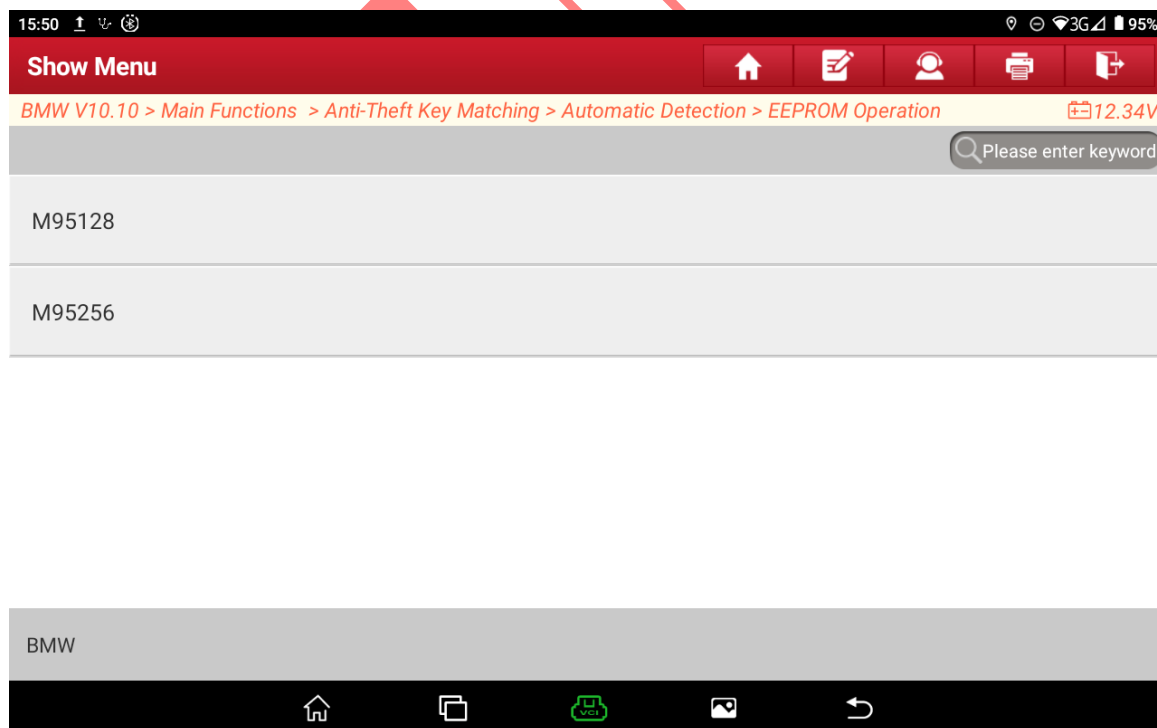 15:50 3G 95%
Show Menu
BMW V10.10 > Main Functions > Anti-Theft Key Matching > Automatic Detection > EEPROM Operation 12.34V
Please enter keyword
M95128
M95256
BMW
VCI